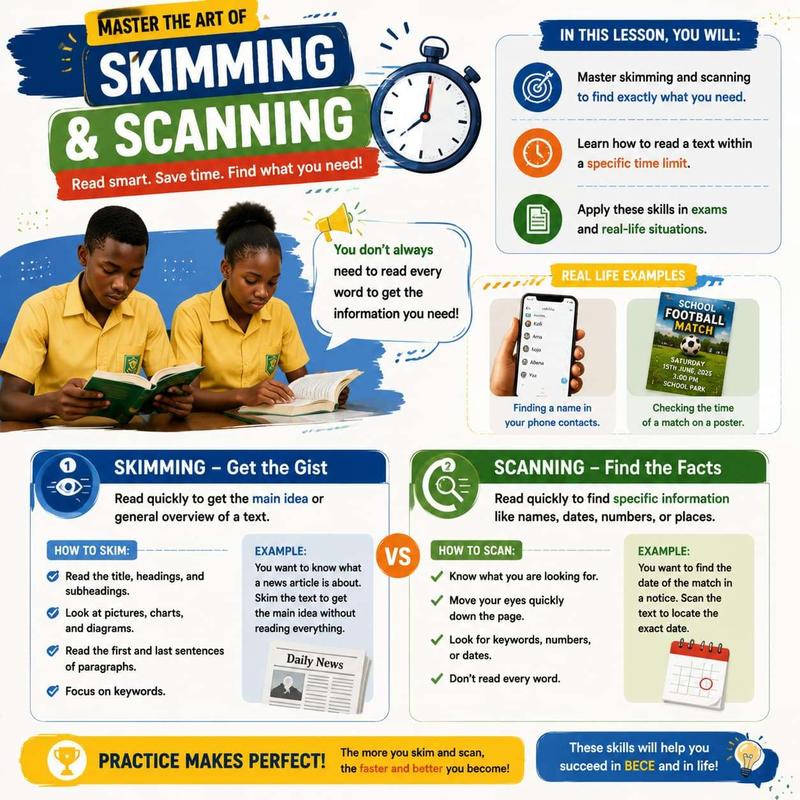 MASTER THE ART OF
SKIMMING
& SCANNING
Read smart. Save time. Find what you need!
IN THIS LESSON, YOU WILL:
Master skimming and scanning
to find exactly what you need.
Learn how to read a text within
a specific time limit.
Apply these skills in exams
and real-life situations.
You don't always
need to read every
word to get the
information you need!
REAL LIFE EXAMPLES
Kofi
Ama
Kojo
Abena
Yaa
Finding a name in
your phone contacts.
SCHOOL
FOOTBALL
MATCH
SATURDAY
15TH JUNE, 2025
3:00 PM
SCHOOL PARK
Checking the time
of a match on a poster.
1
SKIMMING – Get the Gist
Read quickly to get the main idea or
general overview of a text.
HOW TO SKIM:
Read the title, headings, and
subheadings.
Look at pictures, charts,
and diagrams.
Read the first and last sentences
of paragraphs.
Focus on keywords.
EXAMPLE:
You want to know what
a news article is about.
Skim the text to get
the main idea without
reading everything.
Daily News
VS
2
SCANNING – Find the Facts
Read quickly to find specific information
like names, dates, numbers, or places.
HOW TO SCAN:
Know what you are looking for.
Move your eyes quickly
down the page.
Look for keywords, numbers,
or dates.
Don't read every word.
EXAMPLE:
You want to find the
date of the match in
a notice. Scan the
text to locate the
exact date.
PRACTICE MAKES PERFECT!
The more you skim and scan,
the faster and better you become!
These skills will help you
succeed in BECE and in life!